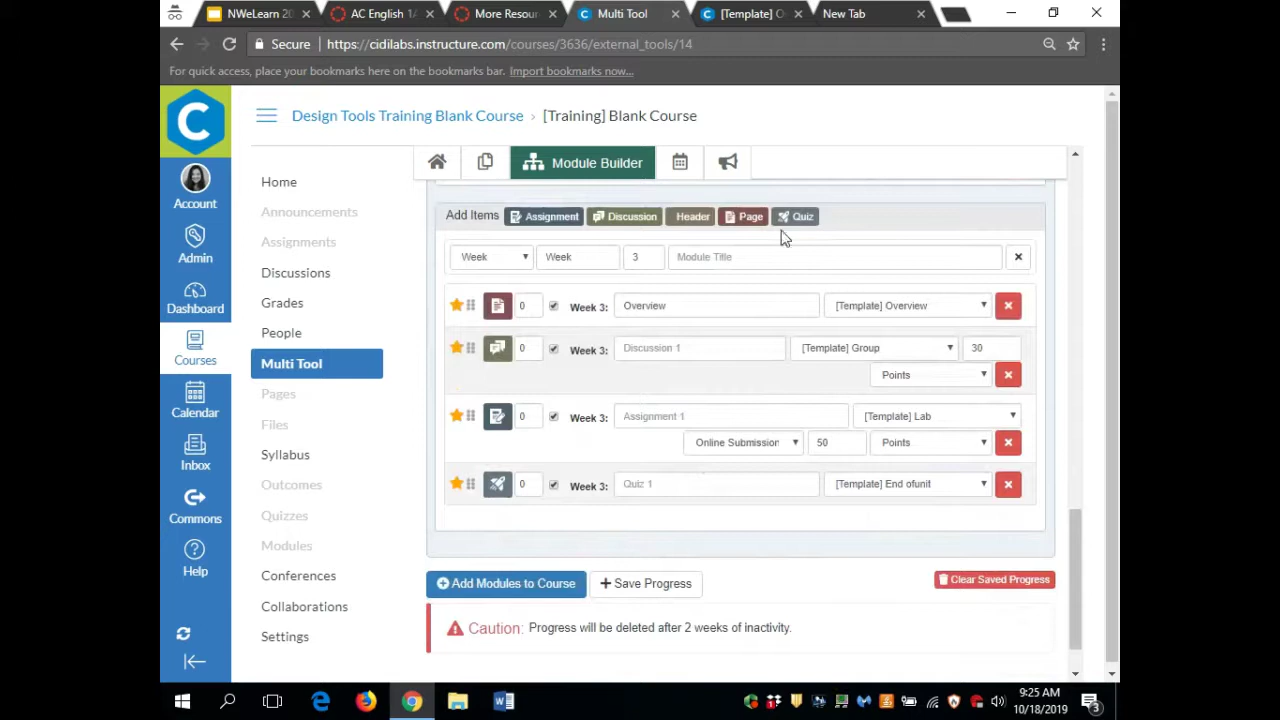 NWeLearn 20
AC English 1A
More Resour
Multi Tool
[Template] O
New Tab
Secure
https://cidilabs.instructure.com/courses/3636/external_tools/14
For quick access, place your bookmarks here on the bookmarks bar. Import bookmarks now...
Design Tools Training Blank Course › [Training] Blank Course
Module Builder
Account
Admin
Dashboard
Courses
Calendar
Inbox
Commons
Help
Home
Announcements
Assignments
Discussions
Grades
People
Multi Tool
Pages
Files
Syllabus
Outcomes
Quizzes
Modules
Conferences
Collaborations
Settings
Add Items Assignment Discussion Header Page Quiz
Week Week 3 Module Title
0 Week 3: Overview [Template] Overview
0 Week 3: Discussion 1 [Template] Group 30
Points
0 Week 3: Assignment 1 [Template] Lab
Online Submission 50 Points
0 Week 3: Quiz 1 [Template] End ofunit
Add Modules to Course + Save Progress Clear Saved Progress
Caution: Progress will be deleted after 2 weeks of inactivity.
9:25 AM
10/18/2019
3